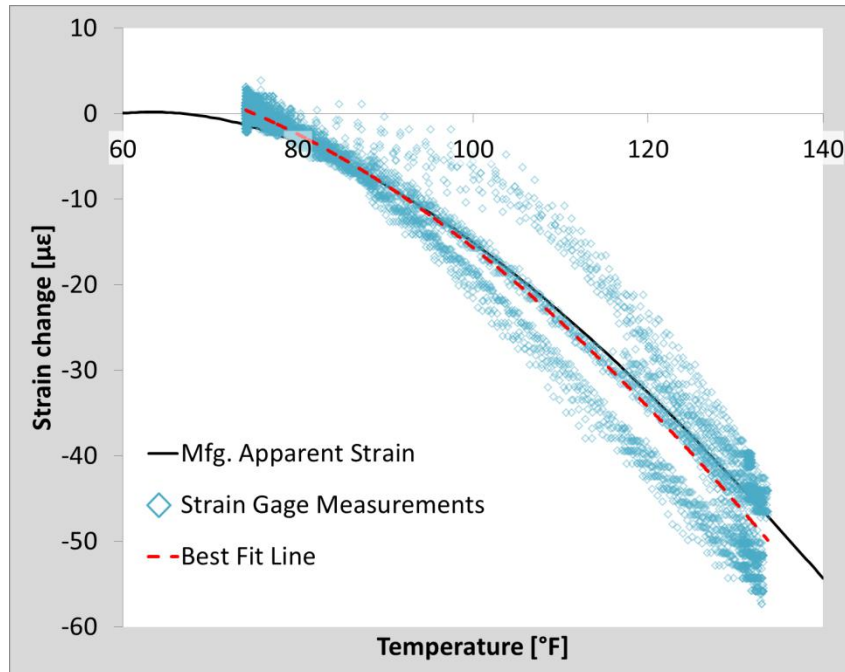 10
0
60
80
100
120
140
-10
-20
-30
-40
-50
-60
Strain change [με]
Mfg. Apparent Strain
Strain Gage Measurements
Best Fit Line
Temperature [°F]